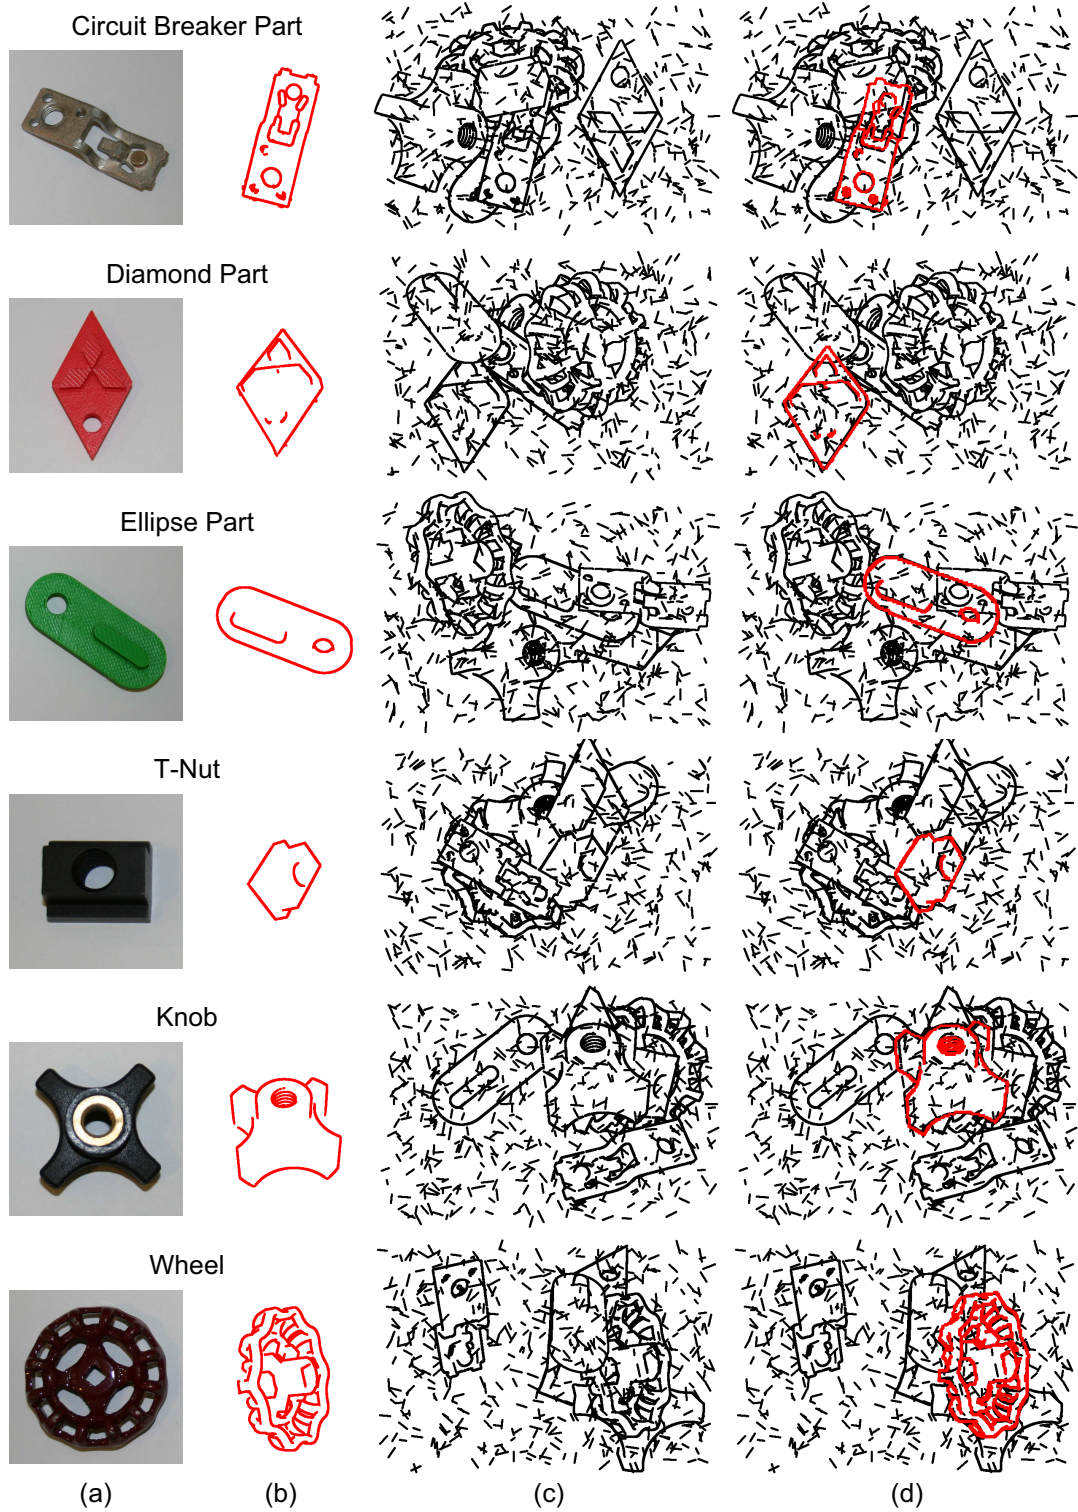 Circuit Breaker Part
Diamond Part
Ellipse Part
T-Nut
Knob
Wheel
(a) (b) (c) (d)